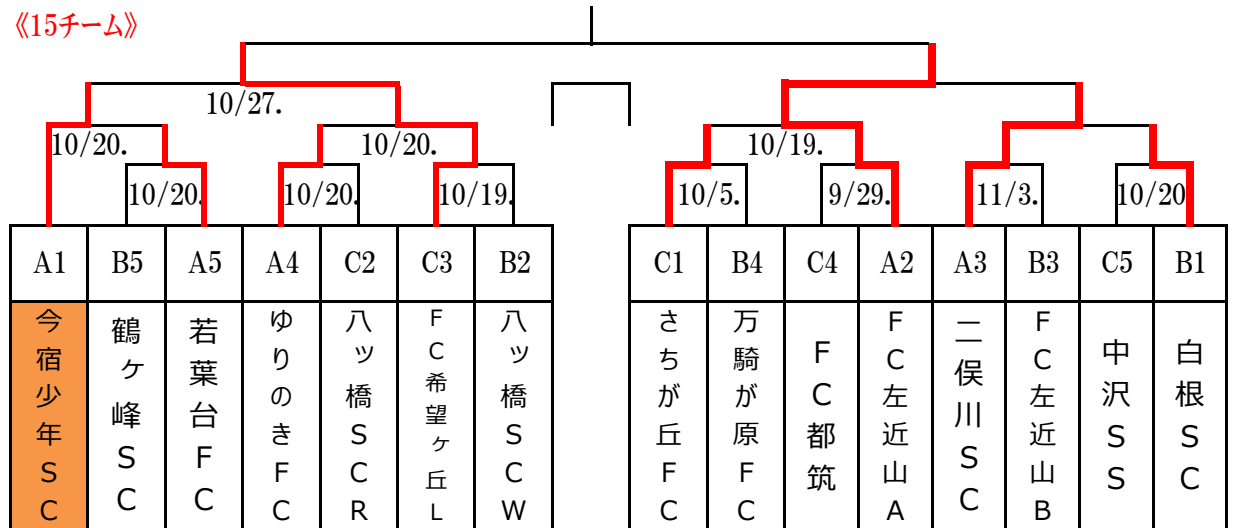 《15チーム》
10/27.
10/20.
10/20.
10/19.
10/20.
10/20.
10/19.
10/5.
9/29.
11/3.
10/20
A1
B5
A5
A4
C2
C3
B2
C1
B4
C4
A2
A3
B3
C5
B1
今宿少年SC
鶴ヶ峰SC
若葉台FC
ゆりのきFC
八ッ橋SCR
FC希望ヶ丘L
八ッ橋SCW
さちが丘FC
万騎が原FC
FC都筑
FC左近山A
二俣川SC
FC左近山B
中沢SS
白根SC